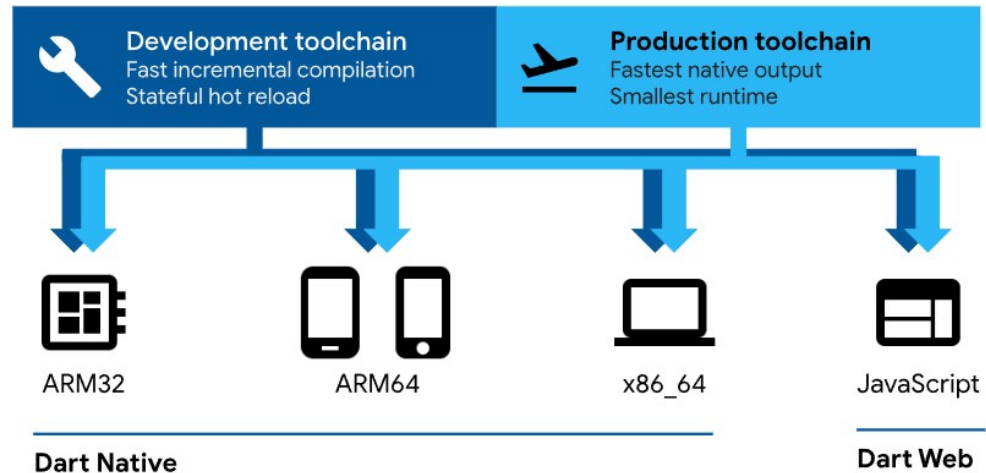 Development toolchain
Fast incremental compilation
Stateful hot reload
Production toolchain
Fastest native output
Smallest runtime
ARM32
ARM64
x86_64
JavaScript
Dart Native
Dart Web